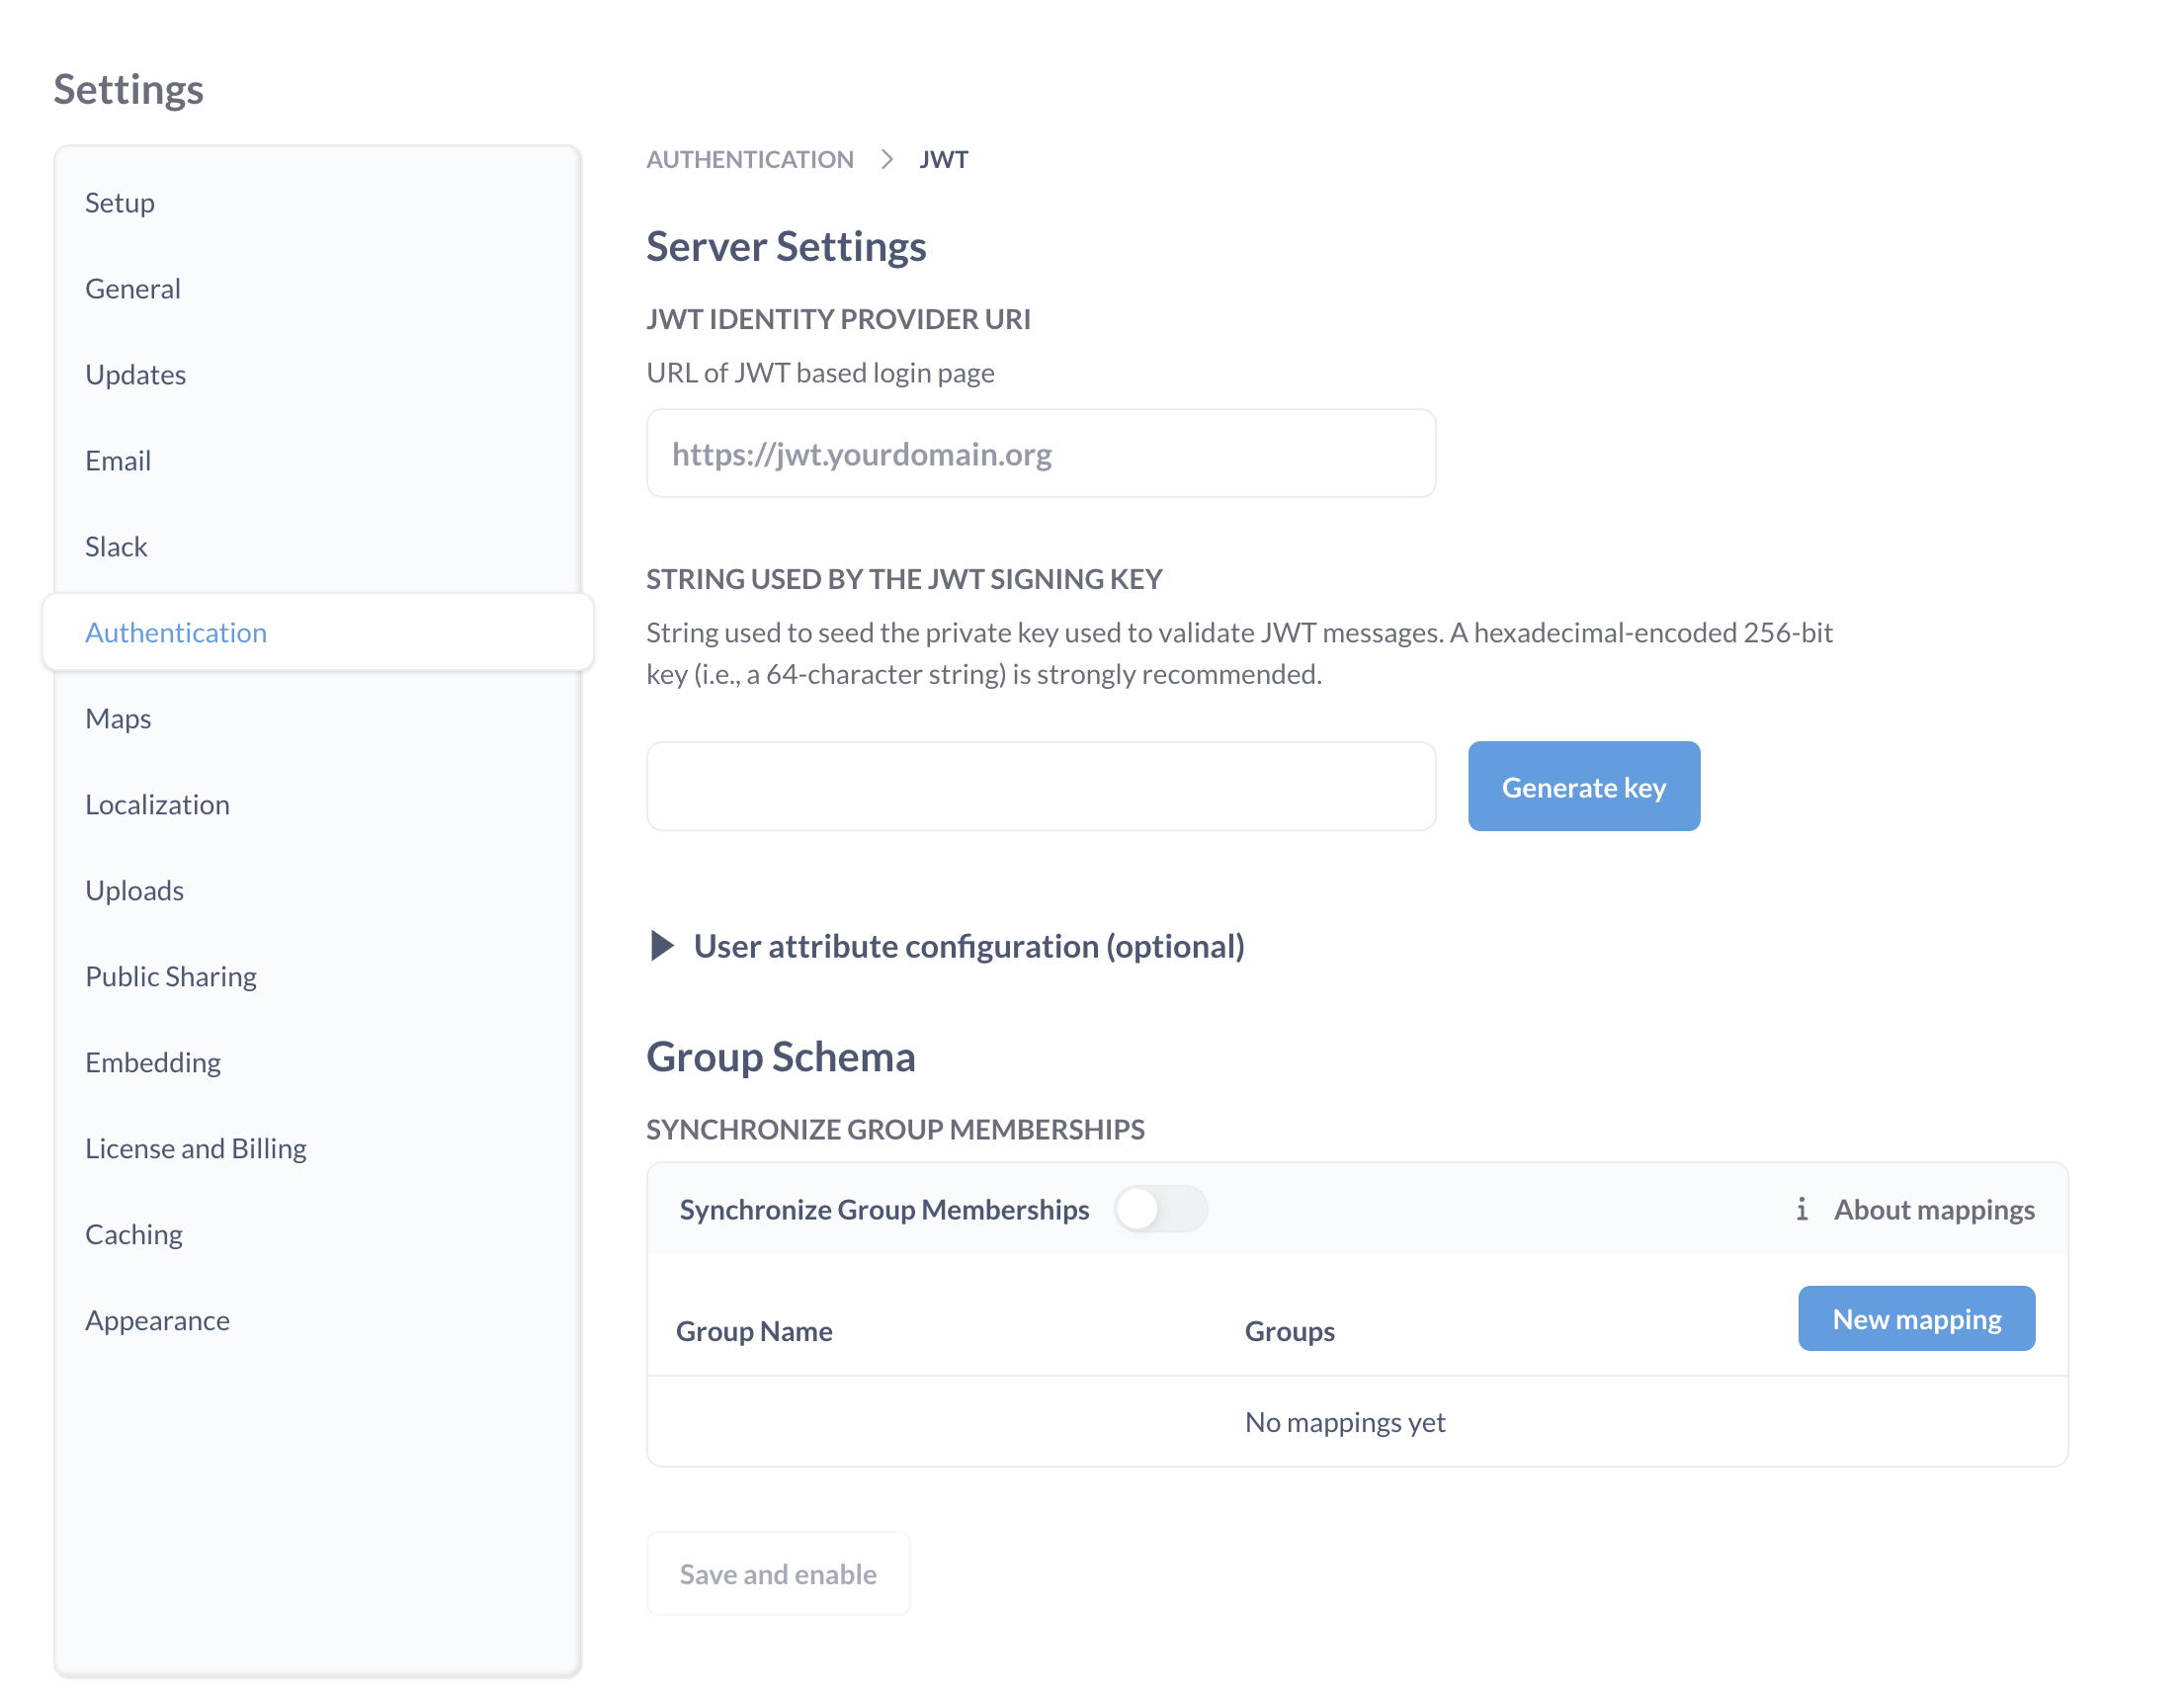 Settings
Setup
General
Updates
Email
Slack
Authentication
Maps
Localization
Uploads
Public Sharing
Embedding
License and Billing
Caching
Appearance
AUTHENTICATION > JWT
Server Settings
JWT IDENTITY PROVIDER URI
URL of JWT based login page
https://jwt.yourdomain.org
STRING USED BY THE JWT SIGNING KEY
String used to seed the private key used to validate JWT messages. A hexadecimal-encoded 256-bit
key (i.e., a 64-character string) is strongly recommended.
Generate key
User attribute configuration (optional)
Group Schema
SYNCHRONIZE GROUP MEMBERSHIPS
Synchronize Group Memberships
i About mappings
Group Name Groups New mapping
No mappings yet
Save and enable